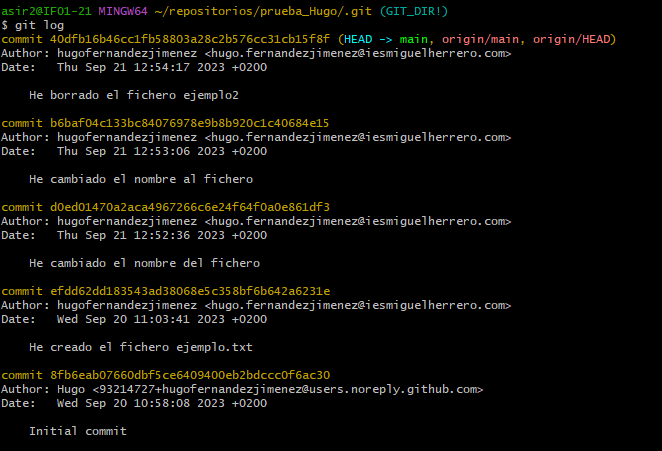 asir2@IFO1-21 MINGW64 ~/repositorios/prueba_Hugo/.git (GIT_DIR!)
$ git log
commit 40dfb16b46cc1fb58803a28c2b576cc31cb15f8f (HEAD -> main, origin/main, origin/HEAD)
Author: hugofernandezjimenez <hugo.fernandezjimenez@iesmiguelherrero.com>
Date:   Thu Sep 21 12:54:17 2023 +0200
He borrado el fichero ejemplo2
commit b6baf04c133bc84076978e9b8b920c1c40684e15
Author: hugofernandezjimenez <hugo.fernandezjimenez@iesmiguelherrero.com>
Date:   Thu Sep 21 12:53:06 2023 +0200
He cambiado el nombre al fichero
commit d0ed01470a2aca4967266c6e24f64f0a0e861df3
Author: hugofernandezjimenez <hugo.fernandezjimenez@iesmiguelherrero.com>
Date:   Thu Sep 21 12:52:36 2023 +0200
He cambiado el nombre del fichero
commit efdd62dd183543ad38068e5c358bf6b642a6231e
Author: hugofernandezjimenez <hugo.fernandezjimenez@iesmiguelherrero.com>
Date:   Wed Sep 20 11:03:41 2023 +0200
He creado el fichero ejemplo.txt
commit 8fb6eab07660dbf5ce6409400eb2bdccc0f6ac30
Author: Hugo <93214727+hugofernandezjimenez@users.noreply.github.com>
Date:   Wed Sep 20 10:58:08 2023 +0200
Initial commit